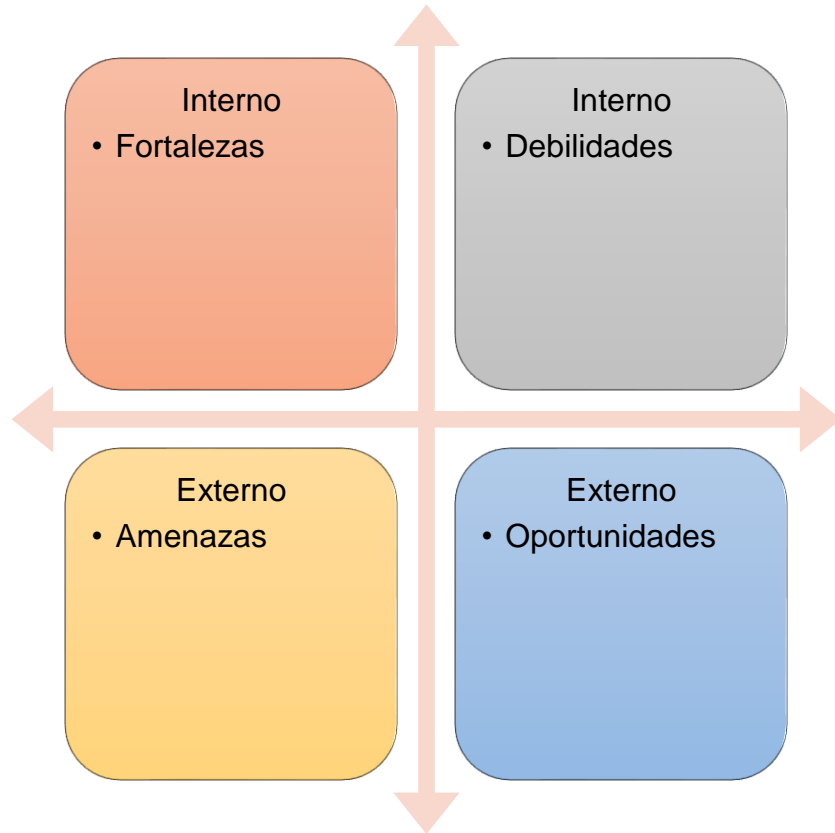 Interno
• Fortalezas
Interno
• Debilidades
Externo
• Amenazas
Externo
• Oportunidades